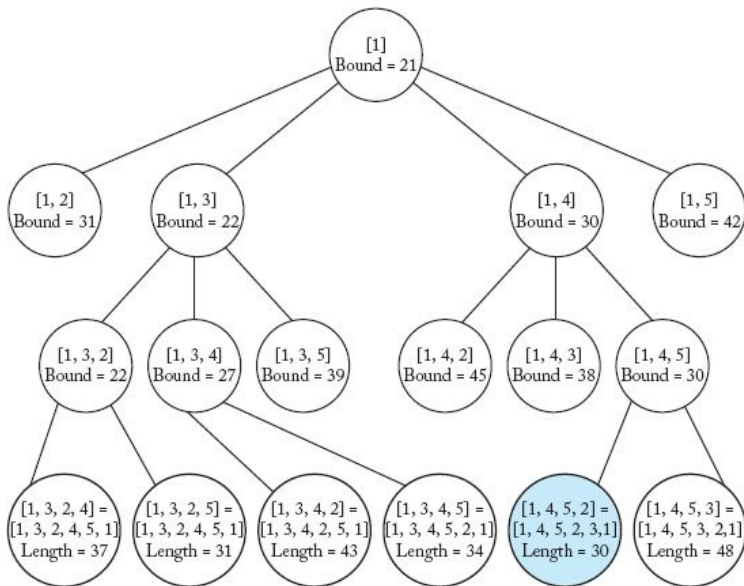 [1]
Bound = 21
[1, 2]
Bound = 31
[1, 3]
Bound = 22
[1, 4]
Bound = 30
[1, 5]
Bound = 42
[1, 3, 2]
Bound = 22
[1, 3, 4]
Bound = 27
[1, 3, 5]
Bound = 39
[1, 4, 2]
Bound = 45
[1, 4, 3]
Bound = 38
[1, 4, 5]
Bound = 30
[1, 3, 2, 4] =
[1, 3, 2, 4, 5, 1]
Length = 37
[1, 3, 2, 5] =
[1, 3, 2, 4, 5, 1]
Length = 31
[1, 3, 4, 2] =
[1, 3, 4, 2, 5, 1]
Length = 43
[1, 3, 4, 5] =
[1, 3, 4, 5, 2, 1]
Length = 34
[1, 4, 5, 2] =
[1, 4, 5, 2, 3,1]
Length = 30
[1, 4, 5, 3] =
[1, 4, 5, 3, 2,1]
Length = 48